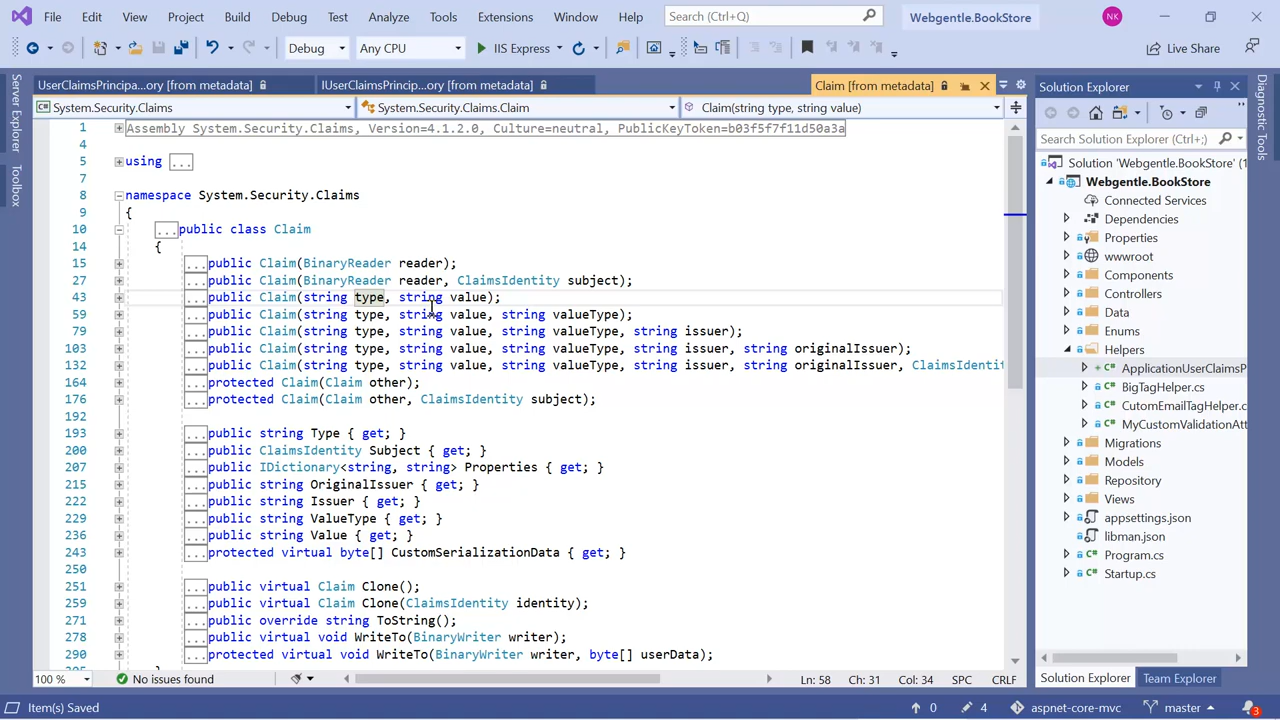 File Edit View Project Build Debug Test Analyze Tools Extensions Window Help Search (Ctrl+Q) Webgentle.BookStore NK
Debug Any CPU IIS Express Live Share
Server Explorer
Toolbox
UserClaimsPrincipa...ory [from metadata] IUserClaimsPrincip...ory [from metadata] Claim [from metadata]
System.Security.Claims System.Security.Claims.Claim Claim(string type, string value)
1 Assembly System.Security.Claims, Version=4.1.2.0, Culture=neutral, PublicKeyToken=b03f5f7f11d50a3a
4
5 using ...
7
8 namespace System.Security.Claims
9 {
10 ...public class Claim
14 {
15 ...public Claim(BinaryReader reader);
27 ...public Claim(BinaryReader reader, ClaimsIdentity subject);
43 ...public Claim(string type, string value);
59 ...public Claim(string type, string value, string valueType);
79 ...public Claim(string type, string value, string valueType, string issuer);
103 ...public Claim(string type, string value, string valueType, string issuer, string originalIssuer);
132 ...public Claim(string type, string value, string valueType, string issuer, string originalIssuer, ClaimsIdentit
164 ...protected Claim(Claim other);
176 ...protected Claim(Claim other, ClaimsIdentity subject);
192
193 ...public string Type { get; }
200 ...public ClaimsIdentity Subject { get; }
207 ...public IDictionary<string, string> Properties { get; }
214 ...public string OriginalIssuer { get; }
222 ...public string Issuer { get; }
229 ...public string ValueType { get; }
236 ...public string Value { get; }
243 ...protected virtual byte[] CustomSerializationData { get; }
250
251 ...public virtual Claim Clone();
259 ...public virtual Claim Clone(ClaimsIdentity identity);
271 ...public override string ToString();
278 ...public virtual void WriteTo(BinaryWriter writer);
290 ...protected virtual void WriteTo(BinaryWriter writer, byte[] userData);
100 % No issues found Ln: 58 Ch: 31 Col: 34 SPC CRLF
Solution Explorer
Search Solution Explorer (Ctrl+;)
Solution 'Webgentle.BookStore' (1
Webgentle.BookStore
Connected Services
Dependencies
Properties
wwwroot
Components
Controllers
Data
Enums
Helpers
ApplicationUserClaimsP
BigTagHelper.cs
CutomEmailTagHelper.c
MyCustomValidationAtt
Migrations
Models
Repository
Views
appsettings.json
libman.json
Program.cs
Startup.cs
Solution Explorer Team Explorer
Diagnostic Tools
Item(s) Saved 0 4 aspnet-core-mvc master 3